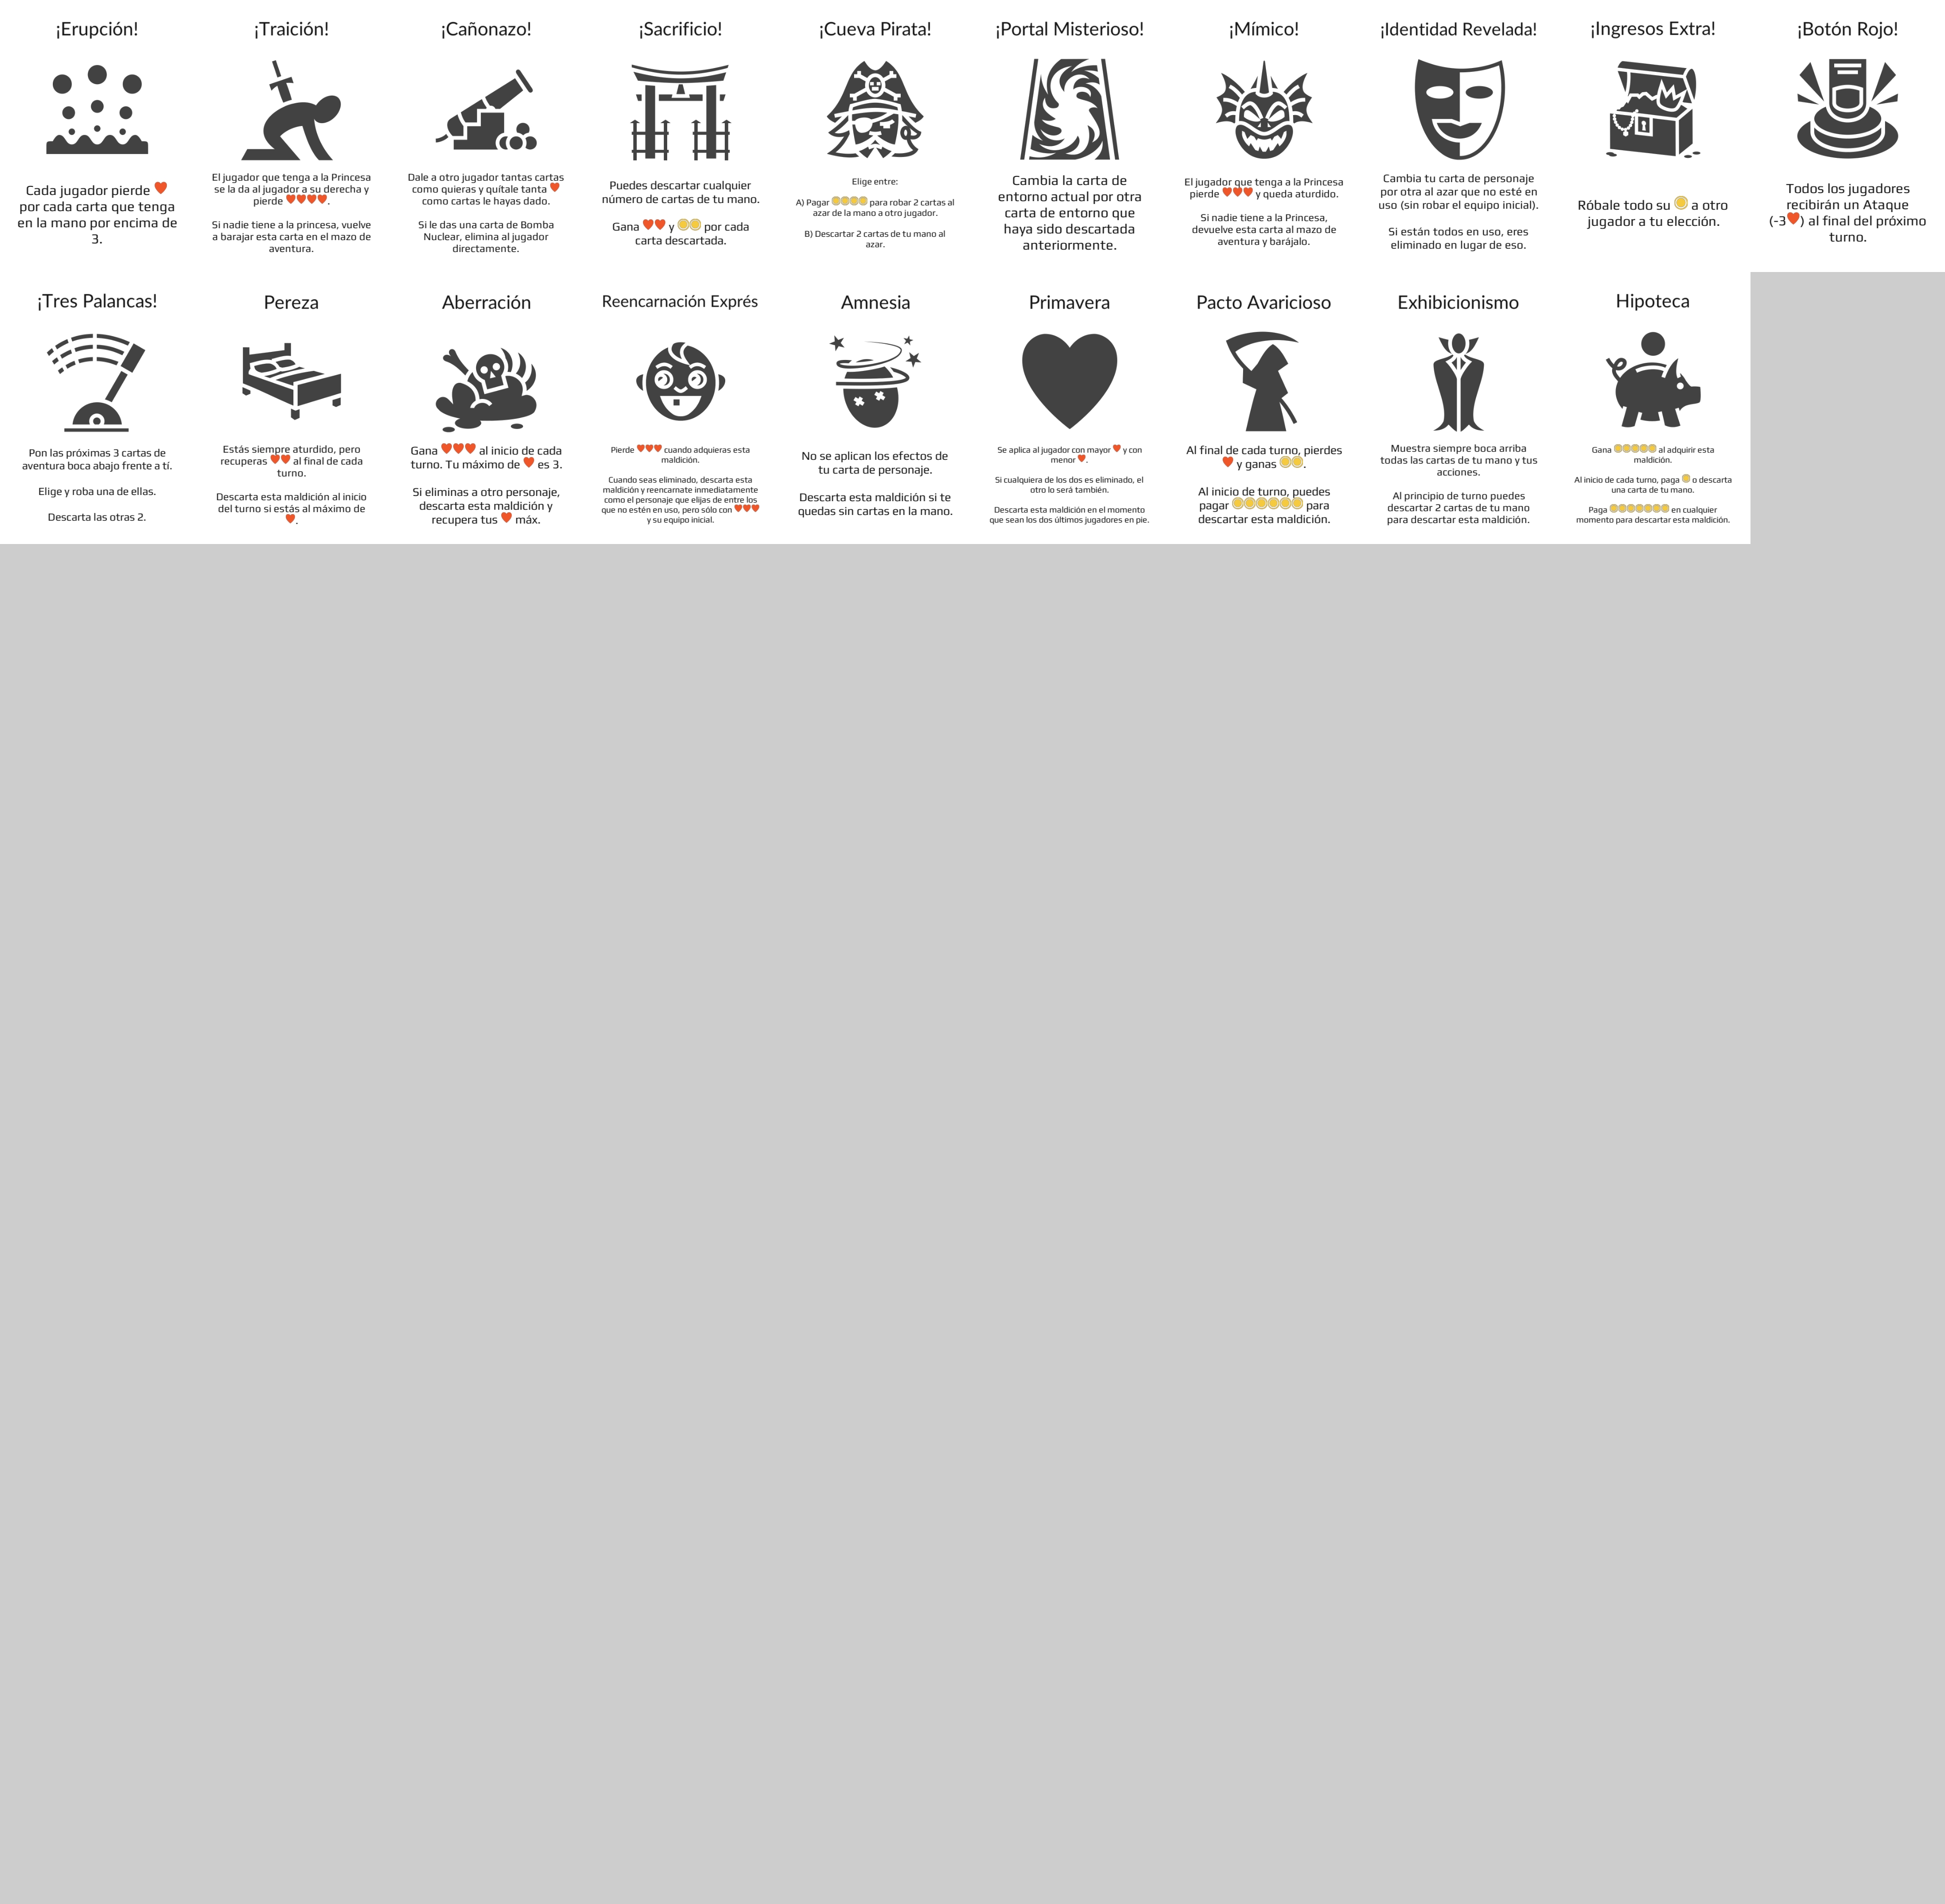 ¡Erupción!
Cada jugador pierde
por cada carta que tenga
en la mano por encima de
3.
¡Traición!
El jugador que tenga a la Princesa
se la da al jugador a su derecha y
pierde .
Si nadie tiene a la princesa, vuelve
a barajar esta carta en el mazo de
aventura.
¡Cañonazo!
Dale a otro jugador tantas cartas
como quieras y quítale tanta
como cartas le hayas dado.
Si le das una carta de Bomba
Nuclear, elimina al jugador
directamente.
¡Sacrificio!
Puedes descartar cualquier
número de cartas de tu mano.
Gana y por cada
carta descartada.
¡Cueva Pirata!
Elige entre:
A) Pagar para robar 2 cartas al
azar de la mano a otro jugador.
B) Descartar 2 cartas de tu mano al
azar.
¡Portal Misterioso!
Cambia la carta de
entorno actual por otra
carta de entorno que
haya sido descartada
anteriormente.
¡Mímico!
El jugador que tenga a la Princesa
pierde y queda aturdido.
Si nadie tiene a la Princesa,
devuelve esta carta al mazo de
aventura y barájalo.
¡Identidad Revelada!
Cambia tu carta de personaje
por otra al azar que no esté en
uso (sin robar el equipo inicial).
Si están todos en uso, eres
eliminado en lugar de eso.
¡Ingresos Extra!
Róbale todo su a otro
jugador a tu elección.
¡Botón Rojo!
Todos los jugadores
recibirán un Ataque
(-3) al final del próximo
turno.
¡Tres Palancas!
Pon las próximas 3 cartas de
aventura boca abajo frente a tí.
Elige y roba una de ellas.
Descarta las otras 2.
Pereza
Estás siempre aturdido, pero
recuperas al final de cada
turno.
Descarta esta maldición al inicio
del turno si estás al máximo de
.
Aberración
Gana al inicio de cada
turno. Tu máximo de es 3.
Si eliminas a otro personaje,
descarta esta maldición y
recupera tus máx.
Reencarnación Exprés
Pierde cuando adquieras esta
maldición.
Cuando seas eliminado, descarta esta
maldición y reencarnate inmediatamente
como el personaje que elijas de entre los
que no estén en uso, pero sólo con
y su equipo inicial.
Amnesia
No se aplican los efectos de
tu carta de personaje.
Descarta esta maldición si te
quedas sin cartas en la mano.
Primavera
Se aplica al jugador con mayor y con
menor .
Si cualquiera de los dos es eliminado, el
otro lo será también.
Descarta esta maldición en el momento
que sean los dos últimos jugadores en pie.
Pacto Avaricioso
Al final de cada turno, pierdes
y ganas .
Al inicio de turno, puedes
pagar para
descartar esta maldición.
Exhibicionismo
Muestra siempre boca arriba
todas las cartas de tu mano y tus
acciones.
Al principio de turno puedes
descartar 2 cartas de tu mano
para descartar esta maldición.
Hipoteca
Gana al adquirir esta
maldición.
Al inicio de cada turno, paga o descarta
una carta de tu mano.
Paga en cualquier
momento para descartar esta maldición.